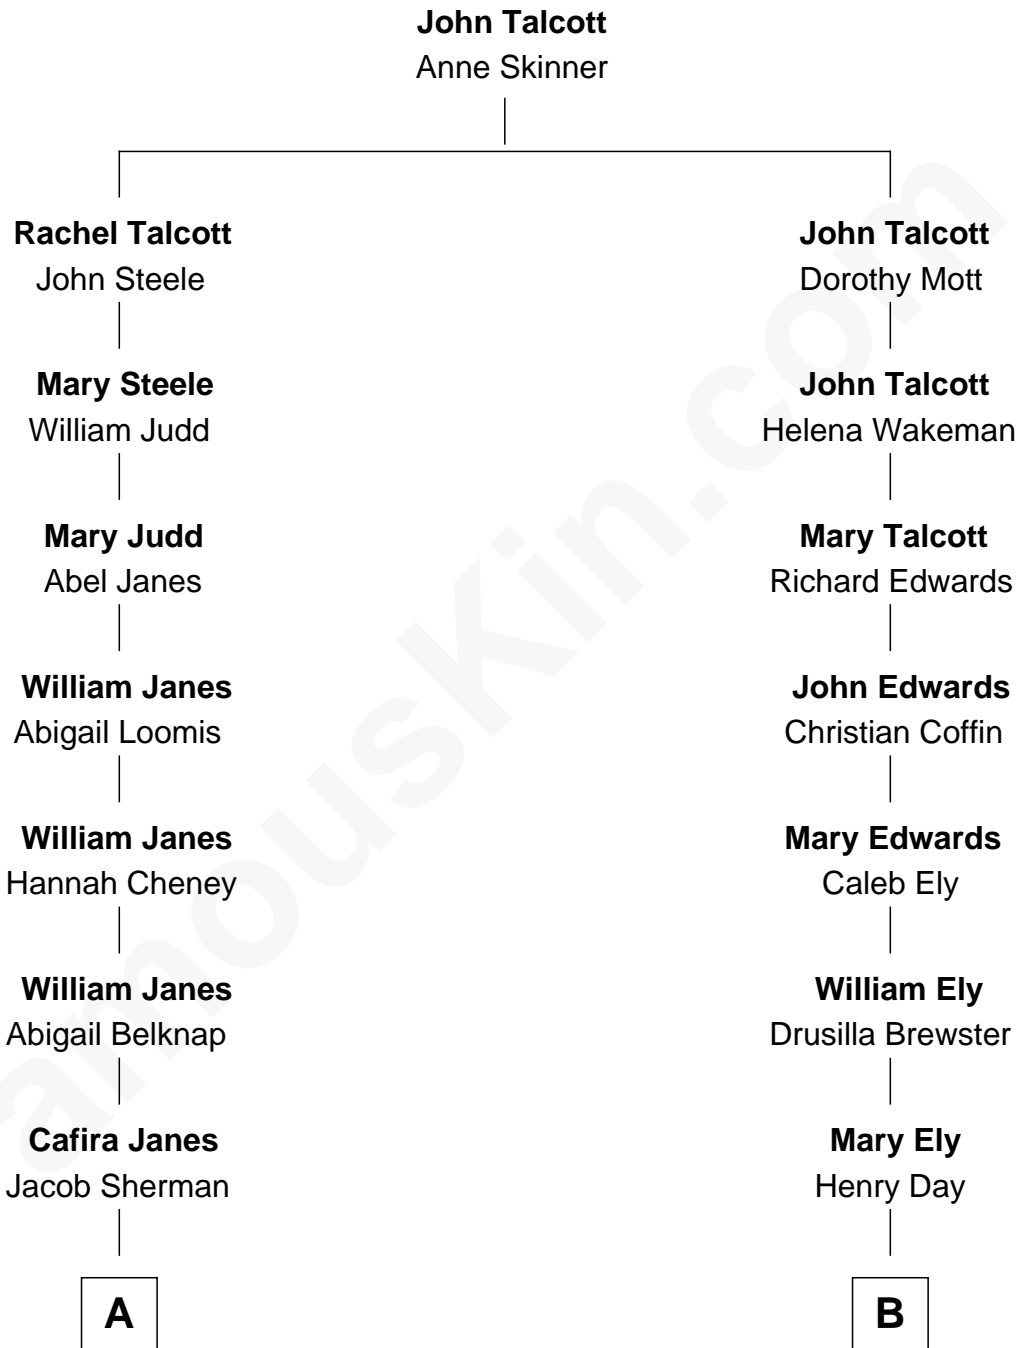 John Talcott
Anne Skinner
Rachel Talcott
John Steele
John Talcott
Dorothy Mott
Mary Steele
William Judd
John Talcott
Helena Wakeman
Mary Judd
Abel Janes
Mary Talcott
Richard Edwards
William Janes
Abigail Loomis
John Edwards
Christian Coffin
William Janes
Hannah Cheney
Mary Edwards
Caleb Ely
William Janes
Abigail Belknap
William Ely
Drusilla Brewster
Cafira Janes
Jacob Sherman
Mary Ely
Henry Day
A
B
amouskin.com